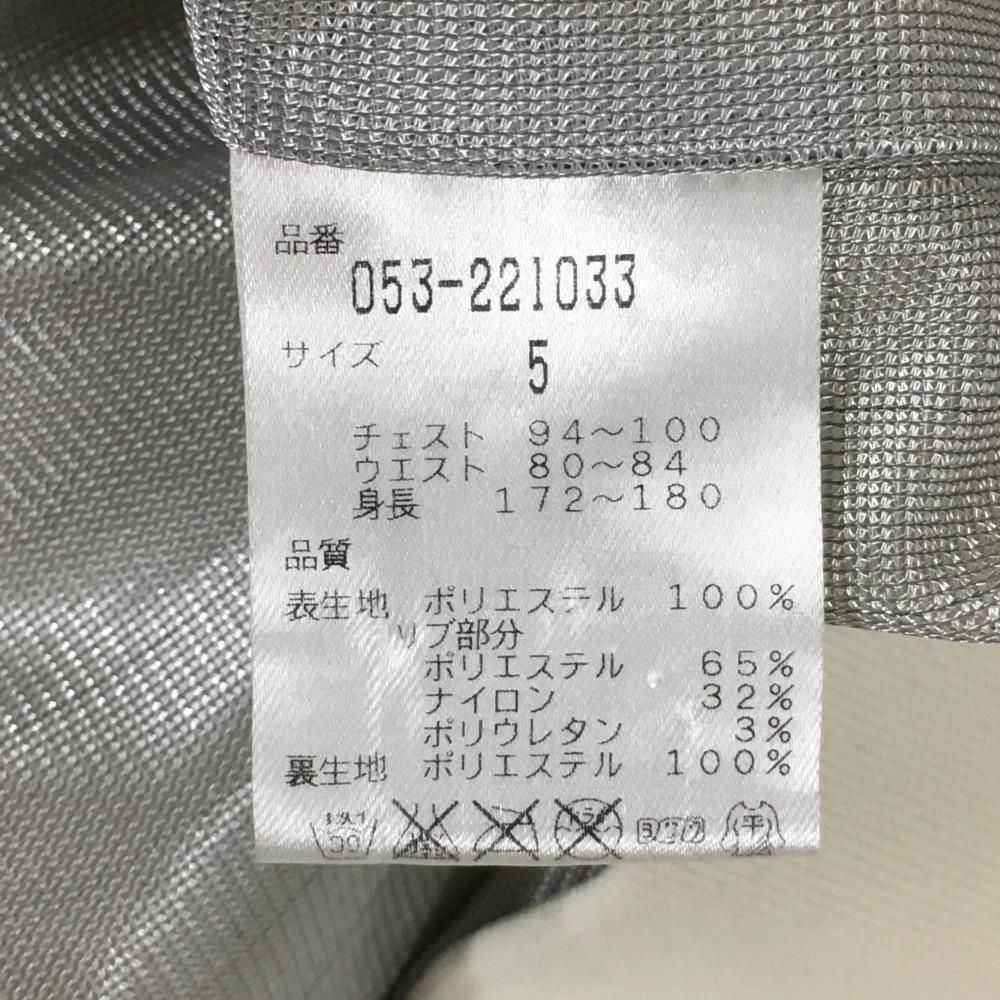 品番
053-221033
サイズ 5
チェスト 94～100
ウエスト 80～84
身長 172～180
品質
表生地 ポリエステル 100%
リブ部分
ポリエステル 65%
ナイロン 32%
ポリウレタン 3%
裏生地 ポリエステル 100%
平